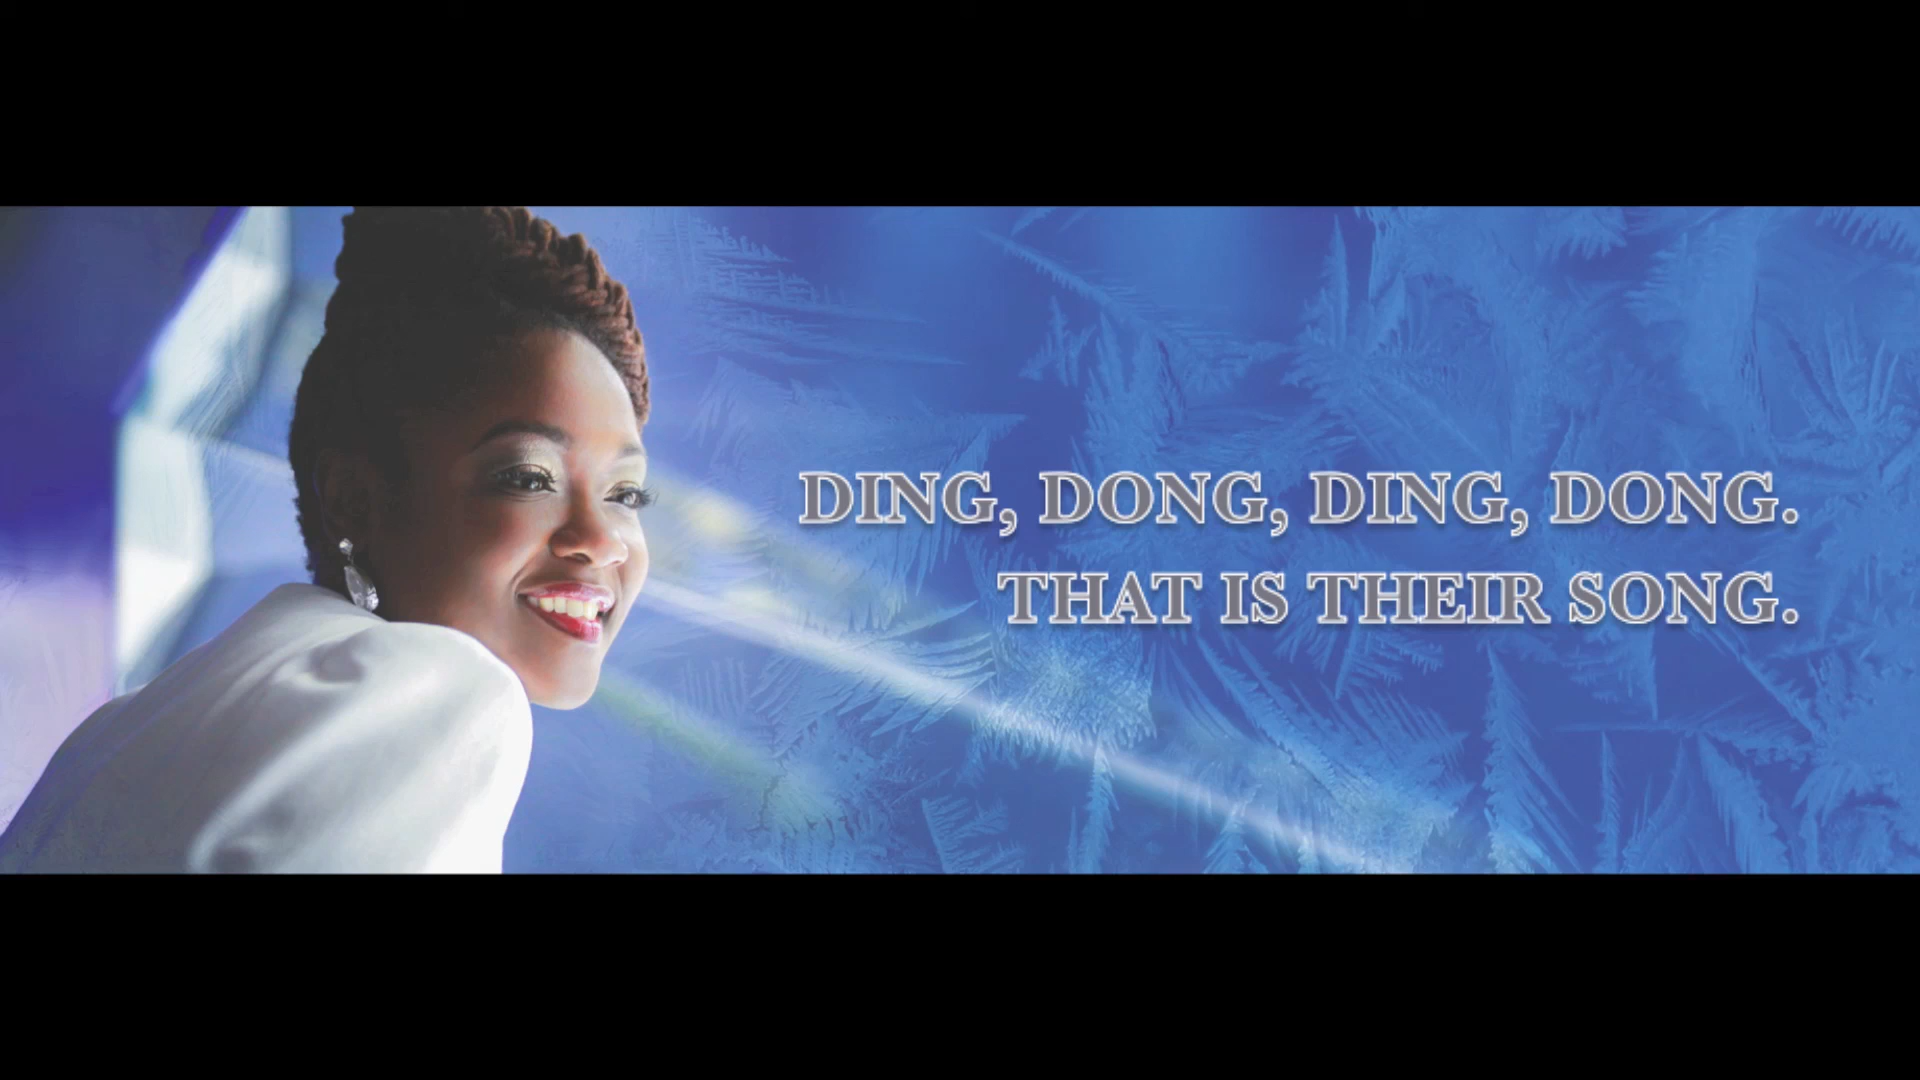 DING, DONG, DING, DONG.
THAT IS THEIR SONG.